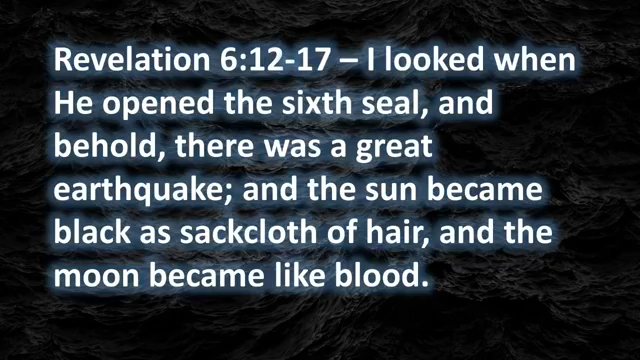 Revelation 6:12-17 – I looked when
He opened the sixth seal, and
behold, there was a great
earthquake; and the sun became
black as sackcloth of hair, and the
moon became like blood.